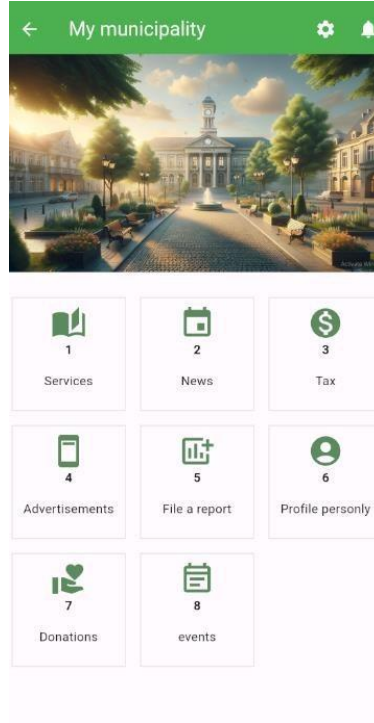 My municipality
1
Services
2
News
3
Tax
4
Advertisements
5
File a report
6
Profile personly
7
Donations
8
events